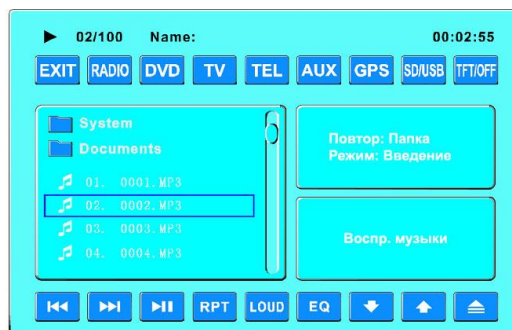 02/100 Name: 00:02:55
EXIT RADIO DVD TV TEL AUX GPS SD/USB TFT/OFF
System
Documents
01. 0001.MP3
02. 0002.MP3
03. 0003.MP3
04. 0004.MP3
Повтор: Папка
Режим: Введение
Воспр. музыки
RPT LOUD EQ